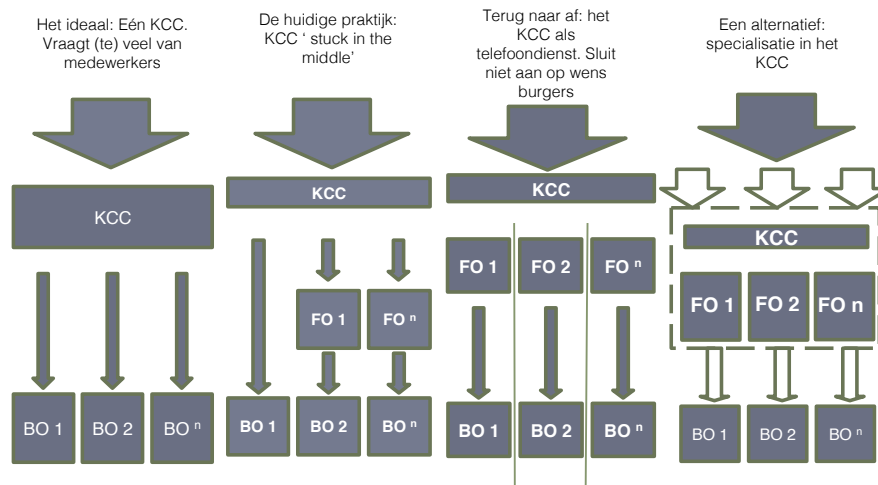 Het ideaal: Eén KCC.
Vraagt (te) veel van
medewerkers
KCC
BO 1
BO 2
BO ⁿ
De huidige praktijk:
KCC ‘ stuck in the
middle’
KCC
FO 1
FO ⁿ
BO 1
BO 2
BO ⁿ
Terug naar af: het
KCC als
telefoondienst. Sluit
niet aan op wens
burgers
KCC
FO 1
FO 2
FO ⁿ
BO 1
BO 2
BO ⁿ
Een alternatief:
specialisatie in het
KCC
KCC
FO 1
FO 2
FO n
BO 1
BO 2
BO ⁿ